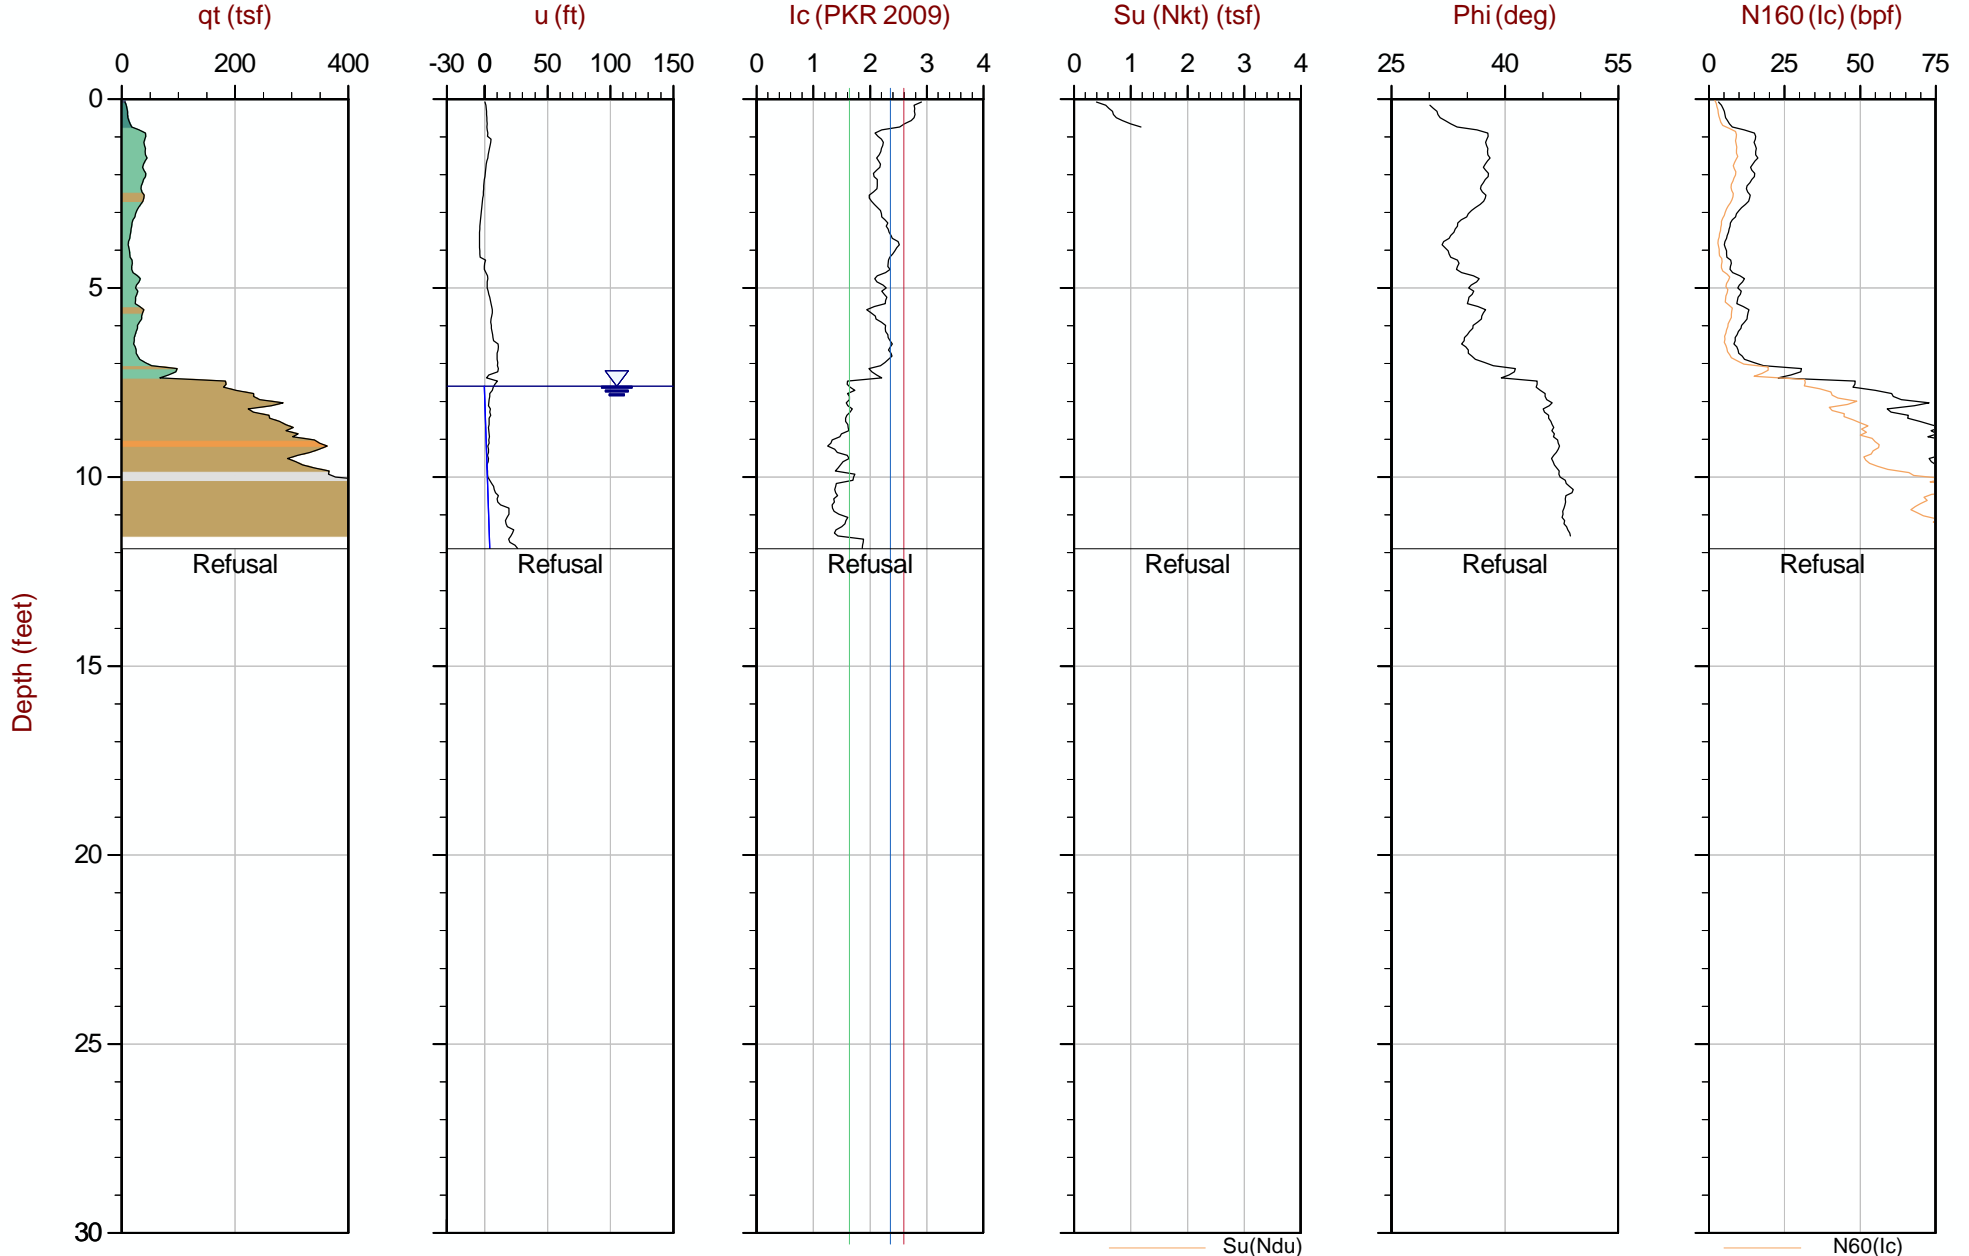 qt (tsf) u (ft) Ic (PKR 2009) Su (Nkt) (tsf) Phi (deg) N160 (Ic) (bpf)
0 200 400 -30 0 50 100 150 0 1 2 3 4 0 1 2 3 4 25 40 55 0 25 50 75
0
5
10
Refusal Refusal Refusal Refusal Refusal Refusal
Depth (feet)
15
20
25
30
Su(Ndu) N60(Ic)